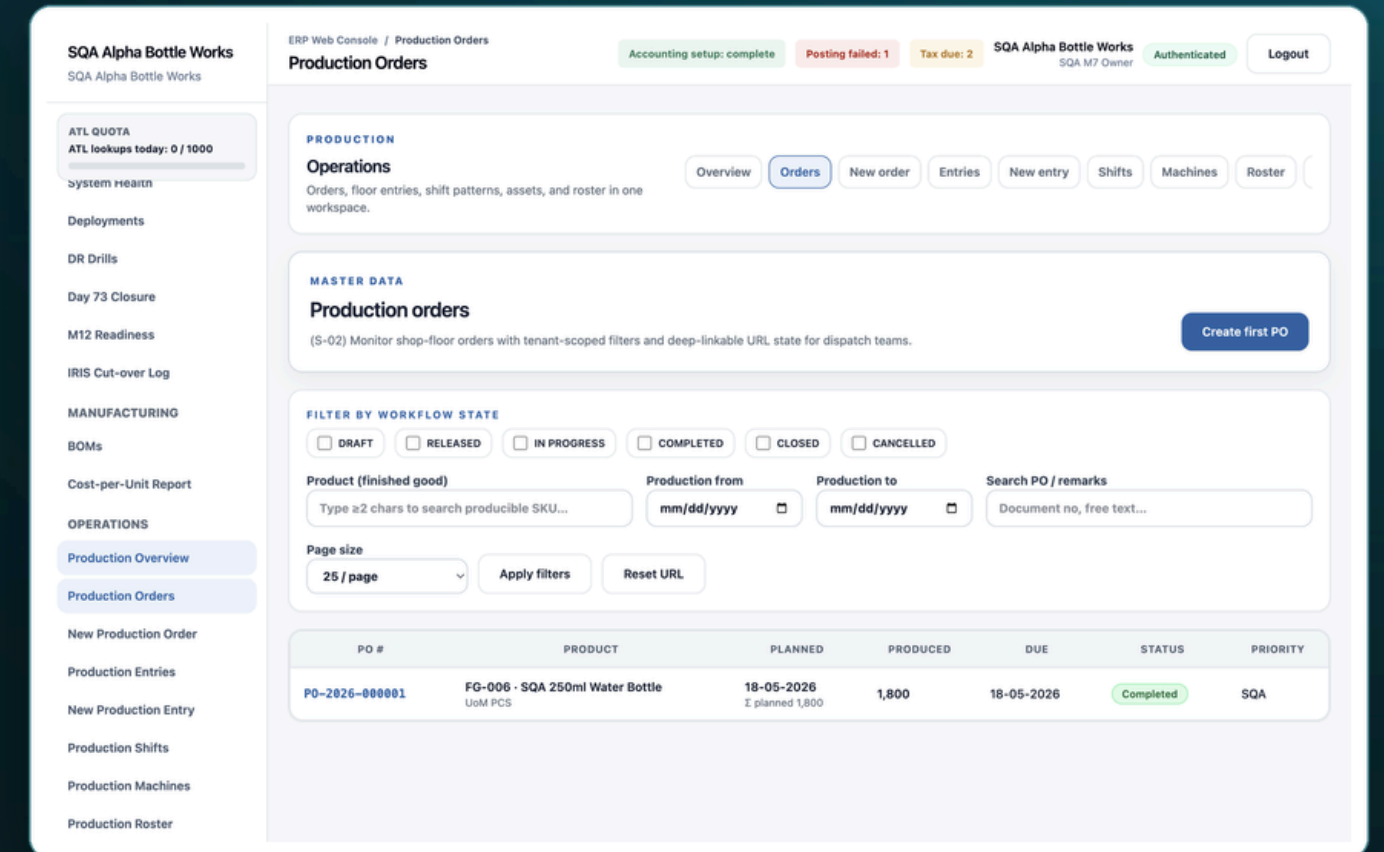 SQA Alpha Bottle Works
SQA Alpha Bottle Works
ATL QUOTA
ATL lookups today: 0 / 1000
System Health
Deployments
DR Drills
Day 73 Closure
M12 Readiness
IRIS Cut-over Log
MANUFACTURING
BOMs
Cost-per-Unit Report
OPERATIONS
Production Overview
Production Orders
New Production Order
Production Entries
New Production Entry
Production Shifts
Production Machines
Production Roster
ERP Web Console / Production Orders
Production Orders
Accounting setup: complete
Posting failed: 1
Tax due: 2
SQA Alpha Bottle Works
SQA M7 Owner
Authenticated
Logout
PRODUCTION
Operations
Orders, floor entries, shift patterns, assets, and roster in one
workspace.
Overview
Orders
New order
Entries
New entry
Shifts
Machines
Roster
MASTER DATA
Production orders
(S-02) Monitor shop-floor orders with tenant-scoped filters and deep-linkable URL state for dispatch teams.
Create first PO
FILTER BY WORKFLOW STATE
DRAFT
RELEASED
IN PROGRESS
COMPLETED
CLOSED
CANCELLED
Product (finished good)
Type ≥2 chars to search producible SKU...
Production from
mm/dd/yyyy
Production to
mm/dd/yyyy
Search PO / remarks
Document no, free text...
Page size
25 / page
Apply filters
Reset URL
PO # PRODUCT PLANNED PRODUCED DUE STATUS PRIORITY
PO-2026-000001 FG-006 · SQA 250ml Water Bottle 18-05-2026 1,800 18-05-2026 Completed SQA
UoM PCS Σ planned 1,800